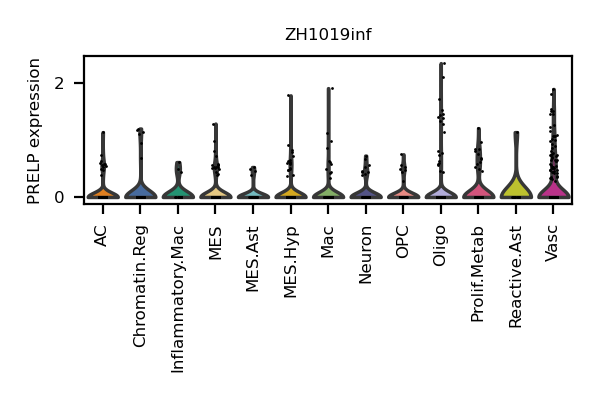 ZH1019inf
PRELP expression
2
0
AC
Chromatin.Reg
Inflammatory.Mac
MES
MES.Ast
MES.Hyp
Mac
Neuron
OPC
Oligo
Prolif.Metab
Reactive.Ast
Vasc